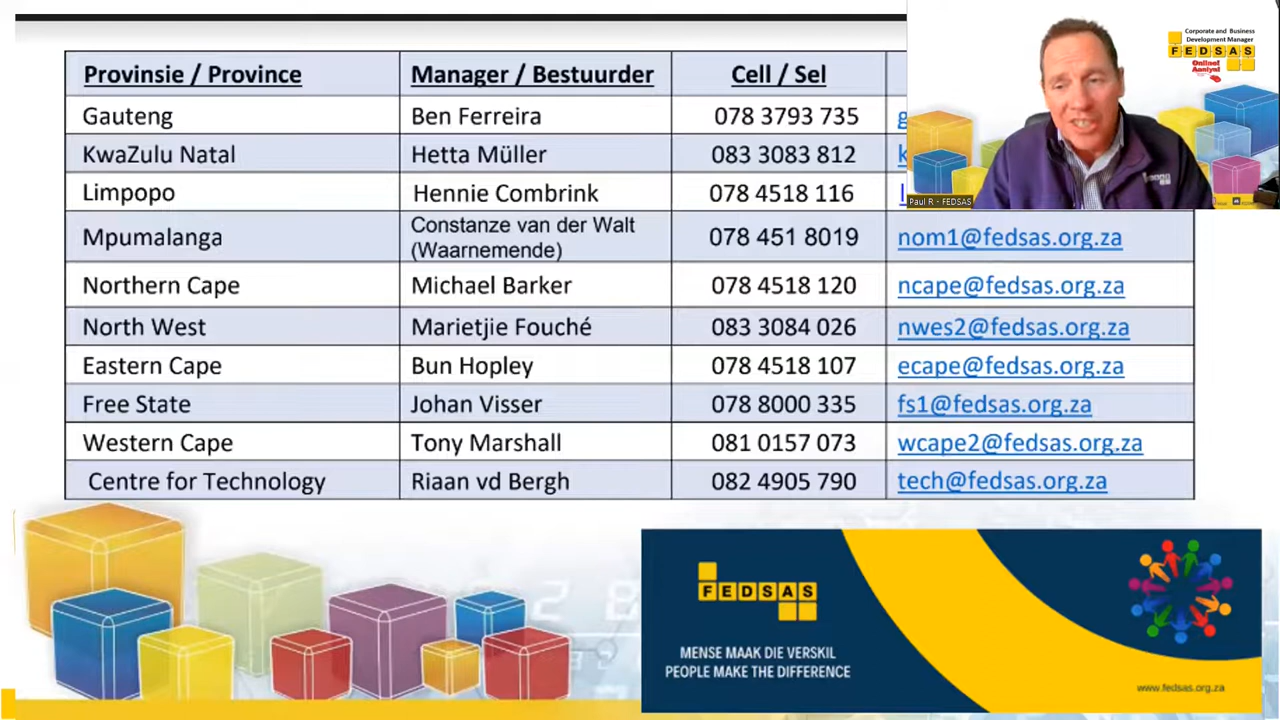 Provinsie / Province Manager / Bestuurder Cell / Sel
Gauteng Ben Ferreira 078 3793 735
KwaZulu Natal Hetta Müller 083 3083 812
Limpopo Hennie Combrink 078 4518 116
Mpumalanga Constanze van der Walt (Waarnemende) 078 451 8019 nom1@fedsas.org.za
Northern Cape Michael Barker 078 4518 120 ncape@fedsas.org.za
North West Marietjie Fouché 083 3084 026 nwes2@fedsas.org.za
Eastern Cape Bun Hopley 078 4518 107 ecape@fedsas.org.za
Free State Johan Visser 078 8000 335 fs1@fedsas.org.za
Western Cape Tony Marshall 081 0157 073 wcape2@fedsas.org.za
Centre for Technology Riaan vd Bergh 082 4905 790 tech@fedsas.org.za
Corporate and Business
Development Manager
FEDSAS
Online!
Paul R - FEDSAS
FEDSAS
MENSE MAAK DIE VERSKIL
PEOPLE MAKE THE DIFFERENCE
www.fedsas.org.za